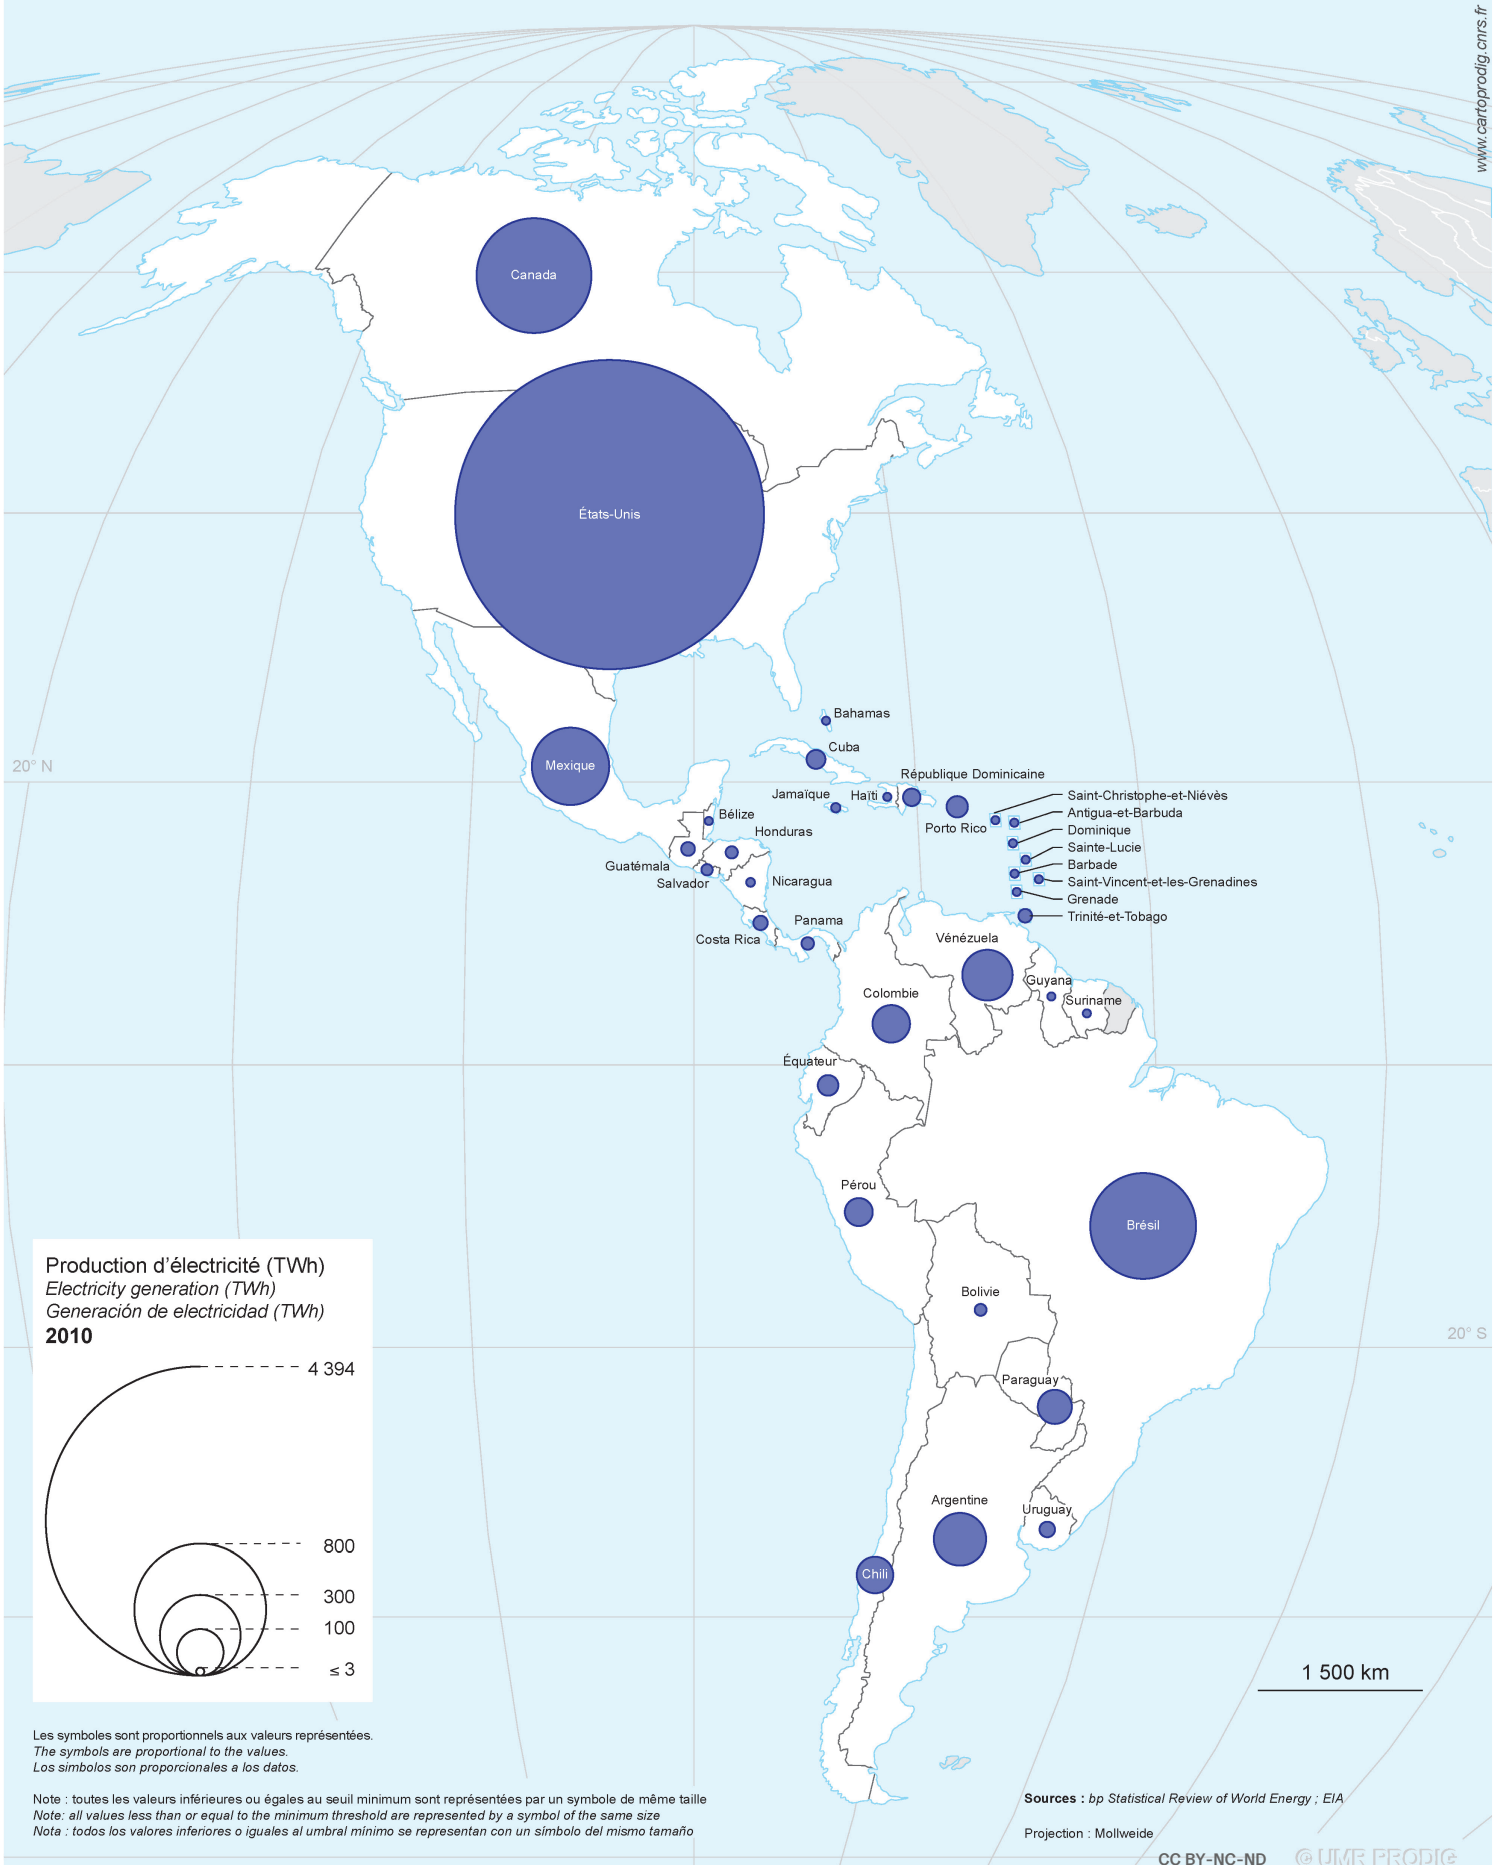 www.cartoprodig.cnrs.fr
Canada
États-Unis
Mexique
20° N
Bahamas
Cuba
République Dominicaine
Jamaïque
Haïti
Porto Rico
Saint-Christophe-et-Niévès
Antigua-et-Barbuda
Dominique
Sainte-Lucie
Barbade
Saint-Vincent-et-les-Grenadines
Grenade
Trinité-et-Tobago
Bélize
Honduras
Guatémala
Salvador
Nicaragua
Costa Rica
Panama
Vénézuela
Guyana
Suriname
Colombie
Équateur
Pérou
Brésil
Bolivie
20° S
Paraguay
Argentine
Uruguay
Chili
Production d'électricité (TWh)
Electricity generation (TWh)
Generación de electricidad (TWh)
2010
4 394
800
300
100
≤ 3
1 500 km
Les symboles sont proportionnels aux valeurs représentées.
The symbols are proportional to the values.
Los simbolos son proporcionales a los datos.
Note : toutes les valeurs inférieures ou égales au seuil minimum sont représentées par un symbole de même taille
Note: all values less than or equal to the minimum threshold are represented by a symbol of the same size
Nota : todos los valores inferiores o iguales al umbral mínimo se representan con un símbolo del mismo tamaño
Sources : bp Statistical Review of World Energy ; EIA
Projection : Mollweide
CC BY-NC-ND © UMR PRODIG